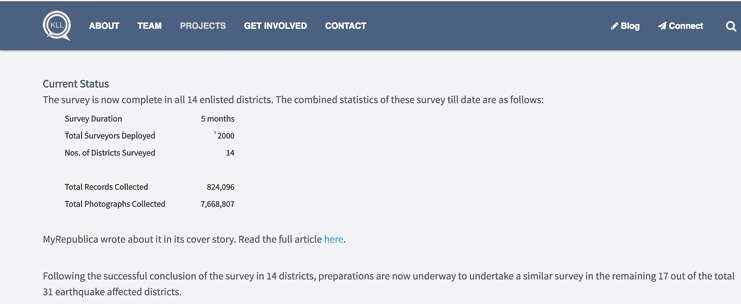 KLL ABOUT TEAM PROJECTS GET INVOLVED CONTACT Blog Connect
Current Status
The survey is now complete in all 14 enlisted districts. The combined statistics of these survey till date are as follows:
Survey Duration 5 months
Total Surveyors Deployed ~2000
Nos. of Districts Surveyed 14
Total Records Collected 824,096
Total Photographs Collected 7,668,807
MyRepublica wrote about it in its cover story. Read the full article here.
Following the successful conclusion of the survey in 14 districts, preparations are now underway to undertake a similar survey in the remaining 17 out of the total
31 earthquake affected districts.